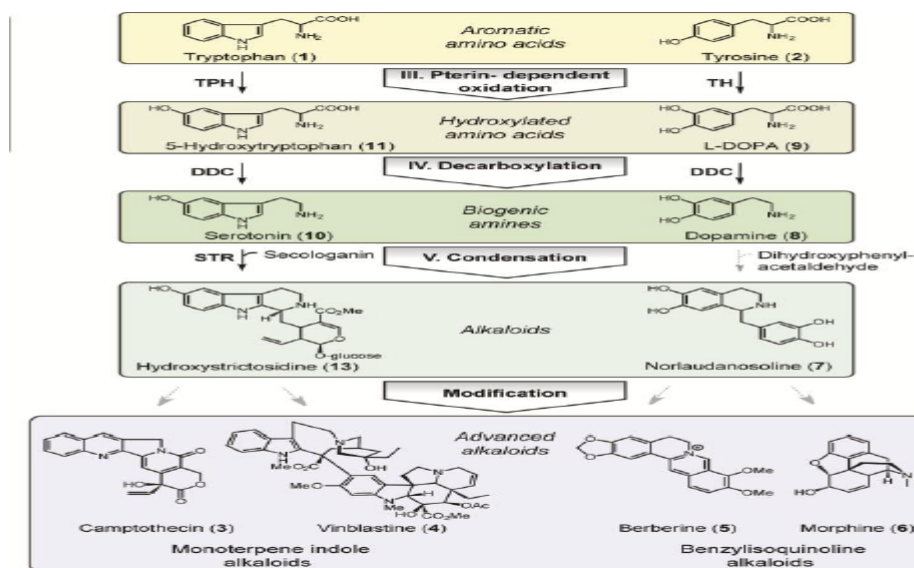 COOH
NH₂
N
H
Tryptophan (1)
Aromatic
amino acids
COOH
NH₂
HO
Tyrosine (2)
TPH
III. Pterin- dependent
oxidation
TH
HO
COOH
NH₂
N
H
5-Hydroxytryptophan (11)
Hydroxylated
amino acids
HO
HO
COOH
NH₂
L-DOPA (9)
DDC
IV. Decarboxylation
DDC
HO
NH₂
N
H
Serotonin (10)
Biogenic
amines
HO
HO
NH₂
Dopamine (8)
STR
Secologanin
V. Condensation
Dihydroxyphenyl-
acetaldehyde
HO
N
H
NH
H
CO₂Me
O
O-glucose
Hydroxystrictosidine (13)
Alkaloids
HO
HO
NH
OH
OH
Norlaudanosoline (7)
Modification
N
N
O
O
HO
O
Camptothecin (3)
N
H
N
MeO₂C
OH
MeO
N
N
H
Me
OAc
HO
CO₂Me
Vinblastine (4)
Advanced
alkaloids
O
O
N
⊕
OMe
OMe
Berberine (5)
O
H
N
HO
Morphine (6)
Monoterpene indole
alkaloids
Benzylisoquinoline
alkaloids